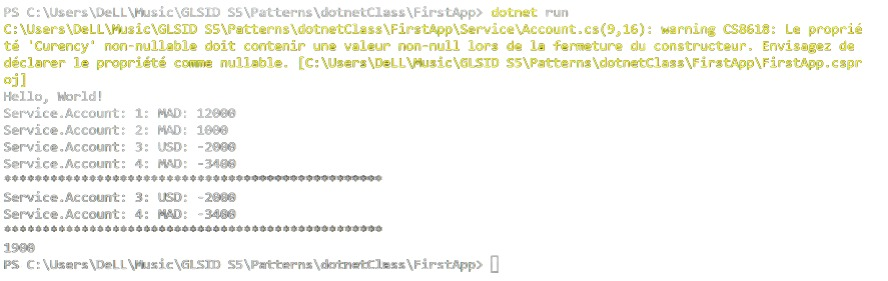 PS C:\Users\DeLL\Music\GLSID S5\Patterns\dotnetClass\FirstApp> dotnet run
C:\Users\DeLL\Music\GLSID S5\Patterns\dotnetClass\FirstApp\Service\Account.cs(9,16): warning CS8618: Le proprié
té 'Curency' non-nullable doit contenir une valeur non-null lors de la fermeture du constructeur. Envisagez de
déclarer le propriété comme nullable. [C:\Users\DeLL\Music\GLSID S5\Patterns\dotnetClass\FirstApp\FirstApp.cspr
oj]
Hello, World!
Service.Account: 1: MAD: 12000
Service.Account: 2: MAD: 1000
Service.Account: 3: USD: -2000
Service.Account: 4: MAD: -3400
*************************************************
Service.Account: 3: USD: -2000
Service.Account: 4: MAD: -3400
*************************************************
1900
PS C:\Users\DeLL\Music\GLSID S5\Patterns\dotnetClass\FirstApp>